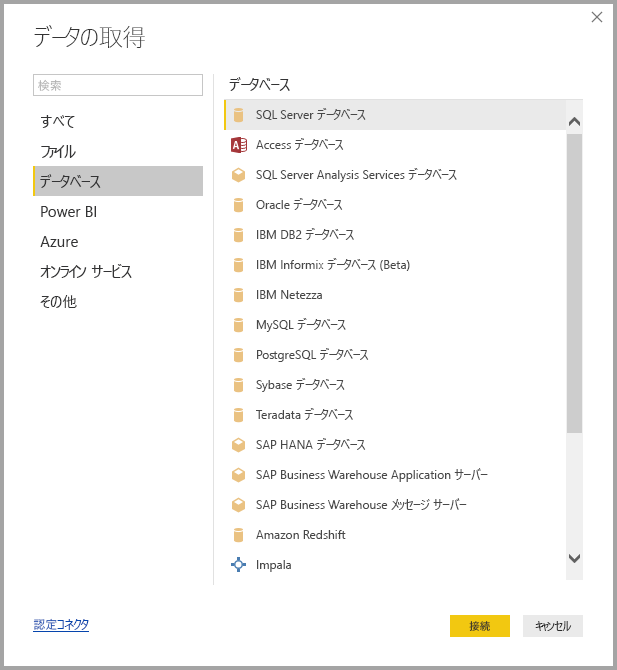 データの取得
検索
すべて
ファイル
データベース
Power BI
Azure
オンライン サービス
その他
データベース
SQL Server データベース
Access データベース
SQL Server Analysis Services データベース
Oracle データベース
IBM DB2 データベース
IBM Informix データベース (Beta)
IBM Netezza
MySQL データベース
PostgreSQL データベース
Sybase データベース
Teradata データベース
SAP HANA データベース
SAP Business Warehouse Application サーバー
SAP Business Warehouse メッセージ サーバー
Amazon Redshift
Impala
認定コネクタ
接続
キャンセル